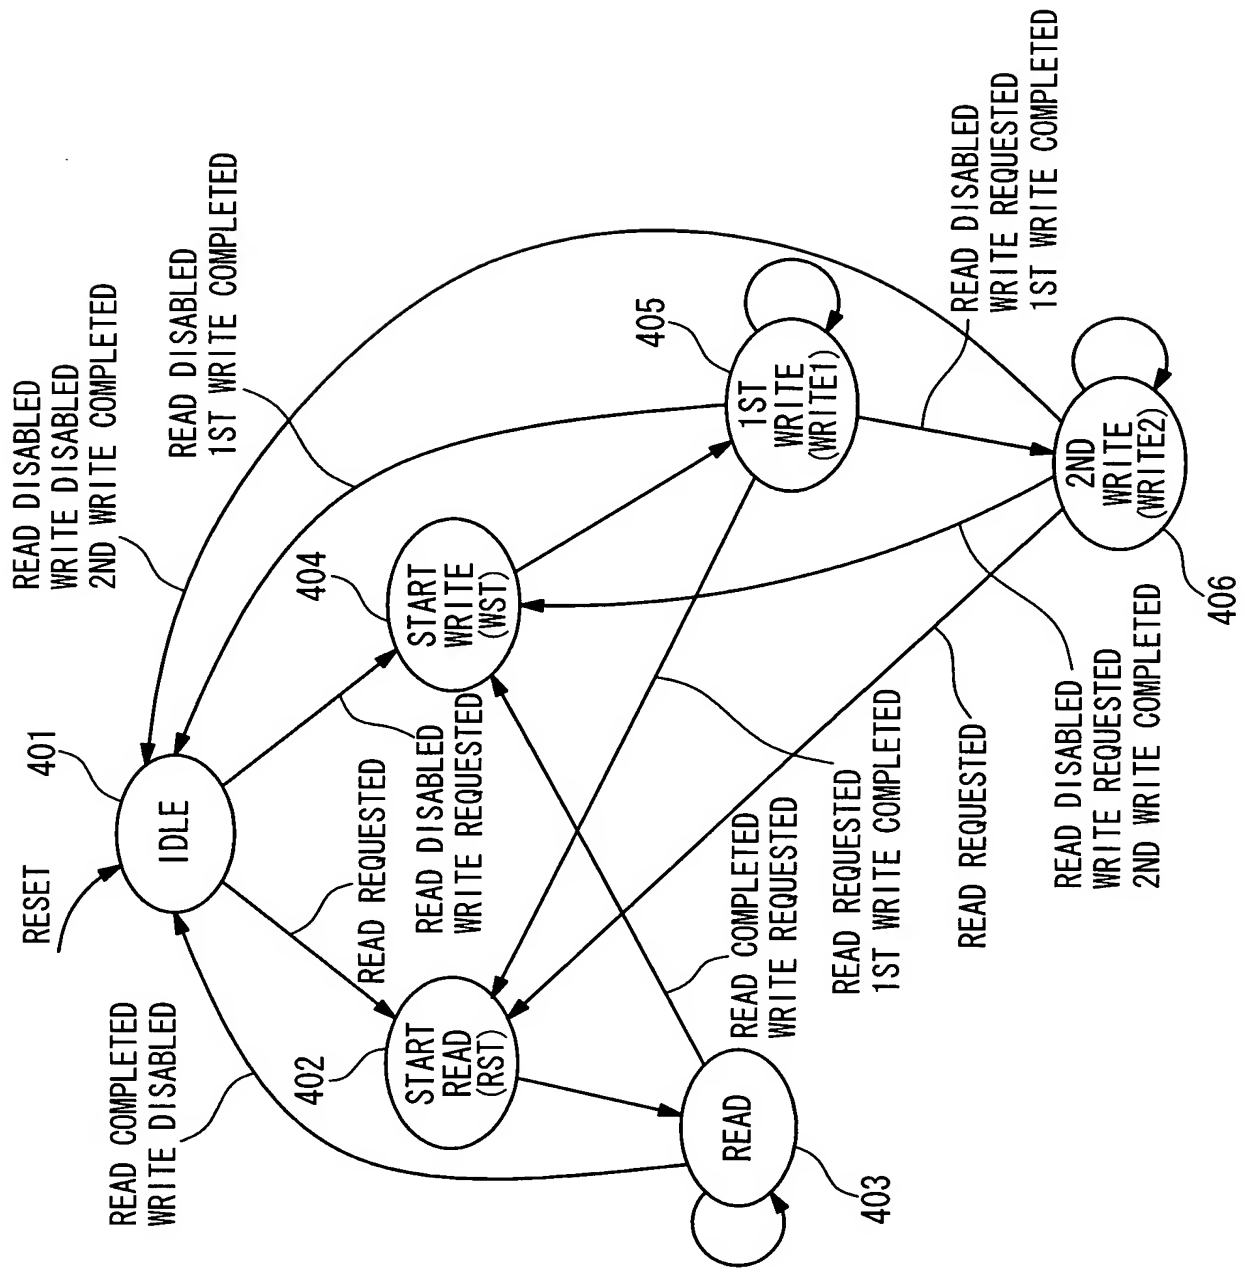 RESET
401
IDLE
READ COMPLETED
WRITE DISABLED
READ DISABLED
WRITE DISABLED
2ND WRITE COMPLETED
READ DISABLED
1ST WRITE COMPLETED
READ REQUESTED
READ DISABLED
WRITE REQUESTED
402
START
READ
(RST)
404
START
WRITE
(WST)
405
1ST
WRITE
(WRITE1)
READ
403
READ COMPLETED
WRITE REQUESTED
READ REQUESTED
1ST WRITE COMPLETED
READ REQUESTED
READ DISABLED
WRITE REQUESTED
2ND WRITE COMPLETED
READ DISABLED
WRITE REQUESTED
1ST WRITE COMPLETED
2ND
WRITE
(WRITE2)
406